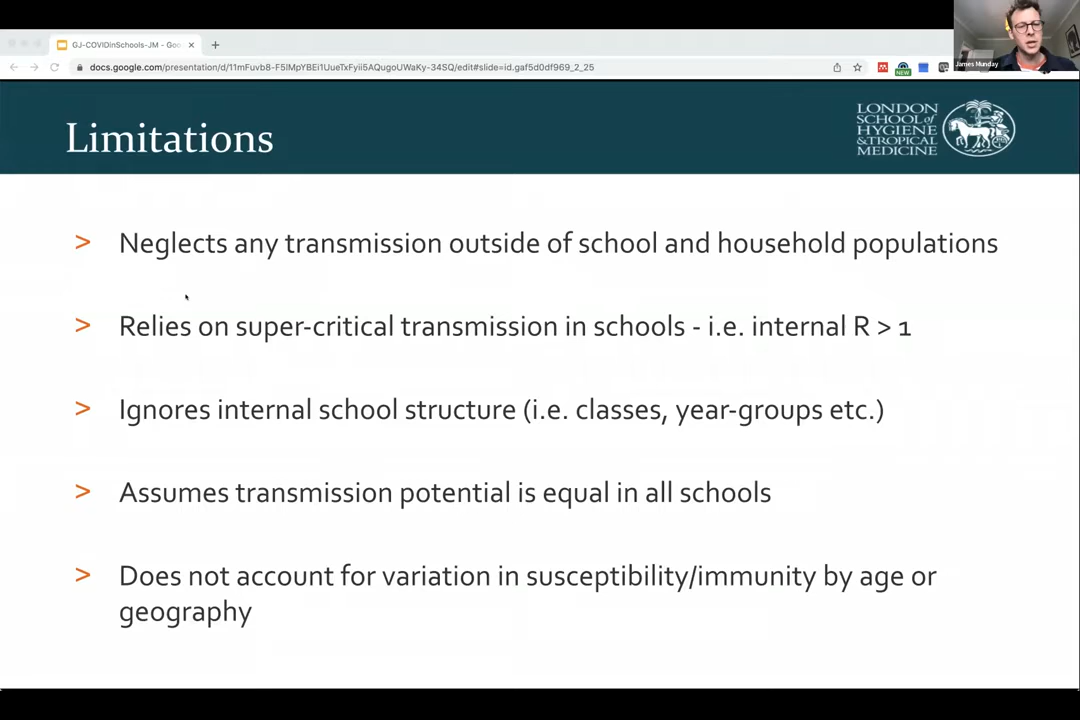 GJ-COVIDinSchools-JM - Goo
docs.google.com/presentation/d/11mFuvb8-F5lMpYBEi1UueTxFyii5AQugoUWaKy-34SQ/edit#slide=id.gaf5d0df969_2_25
NEW
James Munday
Limitations
LONDON
SCHOOL of
HYGIENE
& TROPICAL
MEDICINE
> Neglects any transmission outside of school and household populations
> Relies on super-critical transmission in schools - i.e. internal R > 1
> Ignores internal school structure (i.e. classes, year-groups etc.)
> Assumes transmission potential is equal in all schools
> Does not account for variation in susceptibility/immunity by age or
geography